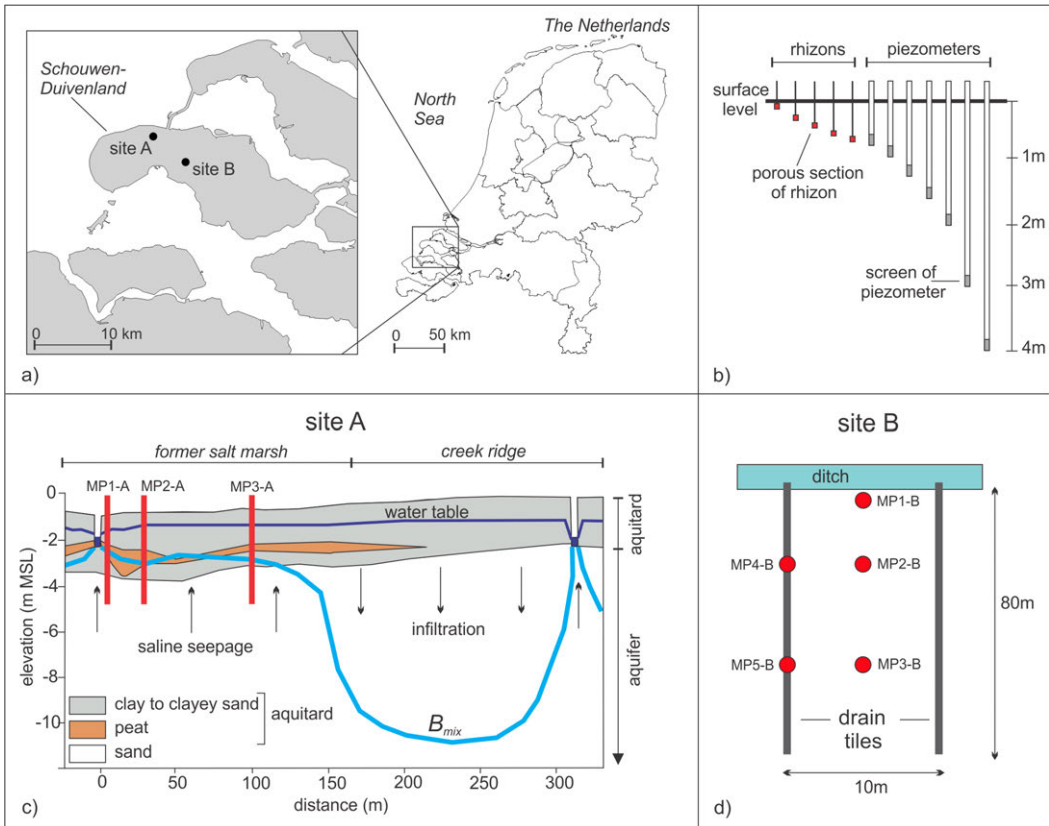 The Netherlands
Schouwen-
Duivenland
North
Sea
site A
site B
0
10 km
0
50 km
a)
rhizons
piezometers
surface
level
1m
porous section
of rhizon
2m
screen of
piezometer
3m
4m
b)
site A
former salt marsh
creek ridge
MP1-A
MP2-A
MP3-A
0
water table
aquitard
-2
-4
saline seepage
infiltration
-6
elevation (m MSL)
aquifer
-8
clay to clayey sand
peat
aquitard
sand
-10
Bmix
0
50
100
150
200
250
300
distance (m)
c)
site B
ditch
MP1-B
MP4-B
MP2-B
80m
MP5-B
MP3-B
drain
tiles
10m
d)